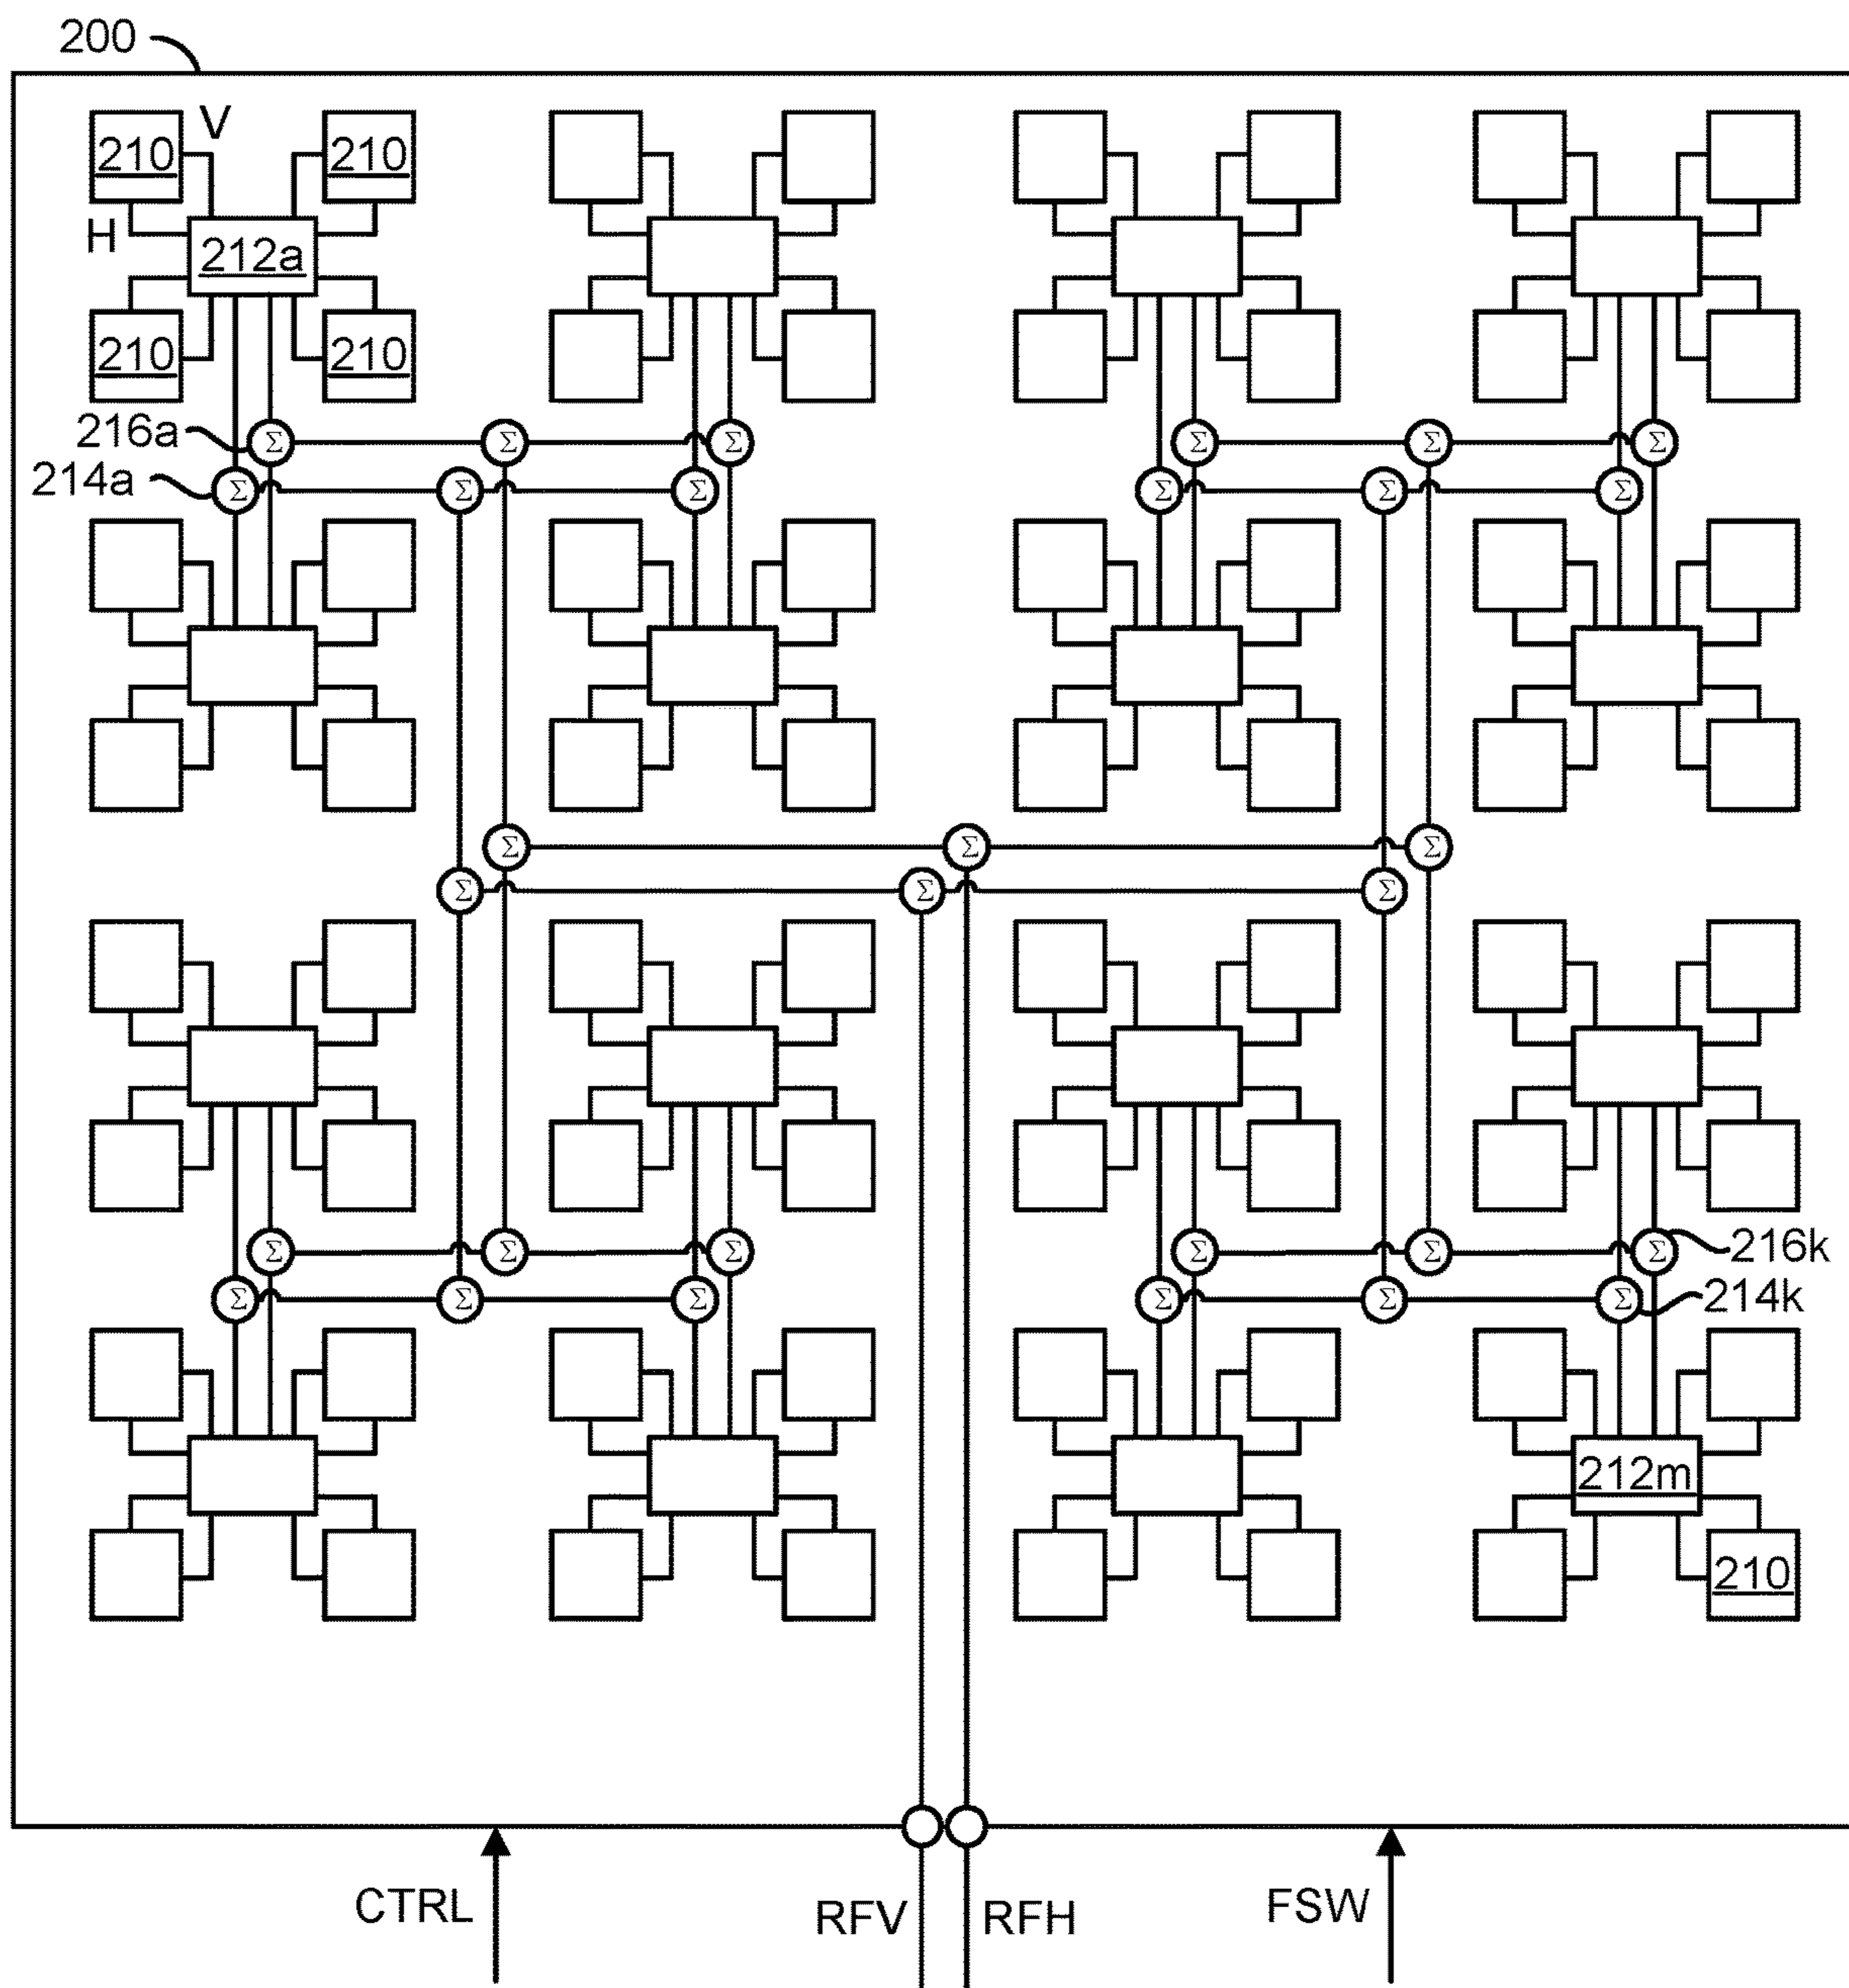 200
V
210 210
H
212a
210 210
216a Σ Σ Σ Σ Σ Σ
214a Σ Σ Σ Σ Σ Σ
Σ Σ Σ
Σ Σ Σ
Σ Σ Σ Σ Σ Σ 216k
Σ Σ Σ Σ Σ Σ 214k
212m
210
CTRL RFV RFH FSW